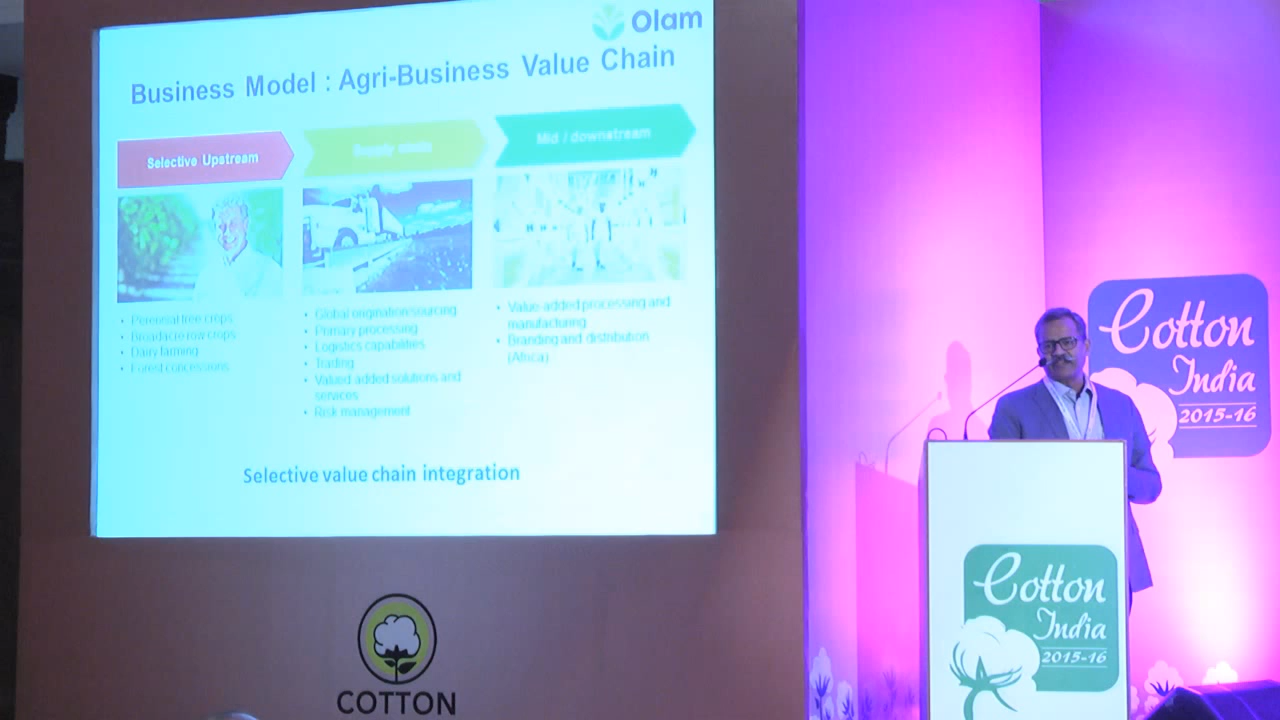 Olam
Business Model : Agri-Business Value Chain
Selective Upstream
Mid / downstream
• Perennial tree crops
• Broadacre row crops
• Dairy farming
• Forest concessions
• Global origination/sourcing
• Primary processing
• Logistics capabilities
• Trading
• Valued added solutions and
services
• Risk management
• Value-added processing and
manufacturing
• Branding and distribution
(Africa)
Selective value chain integration
COTTON
Cotton
India
2015-16
Cotton
India
2015-16